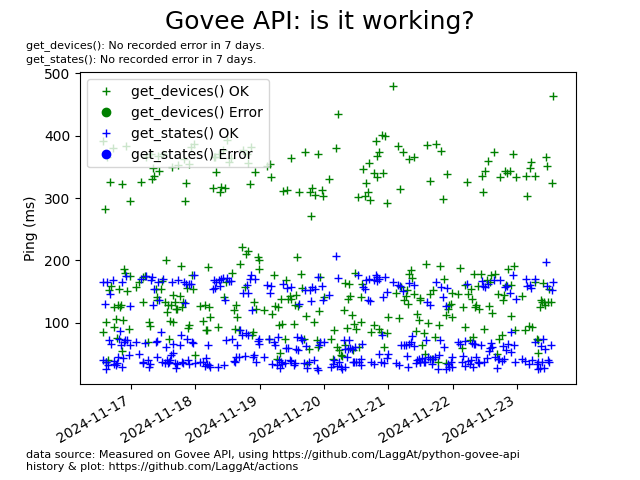 Govee API: is it working?
get_devices(): No recorded error in 7 days.
get_states(): No recorded error in 7 days.
500
400
300
200
100
Ping (ms)
get_devices() OK
get_devices() Error
get_states() OK
get_states() Error
2024-11-17
2024-11-18
2024-11-19
2024-11-20
2024-11-21
2024-11-22
2024-11-23
data source: Measured on Govee API, using https://github.com/LaggAt/python-govee-api
history & plot: https://github.com/LaggAt/actions